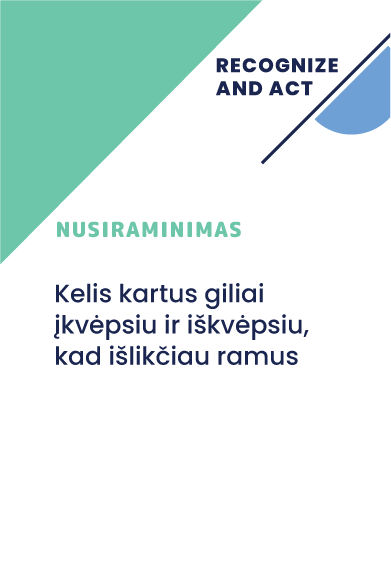 RECOGNIZE
AND ACT
NUSIRAMINIMAS
Kelis kartus giliai
įkvėpsiu ir iškvėpsiu,
kad išlikčiau ramus